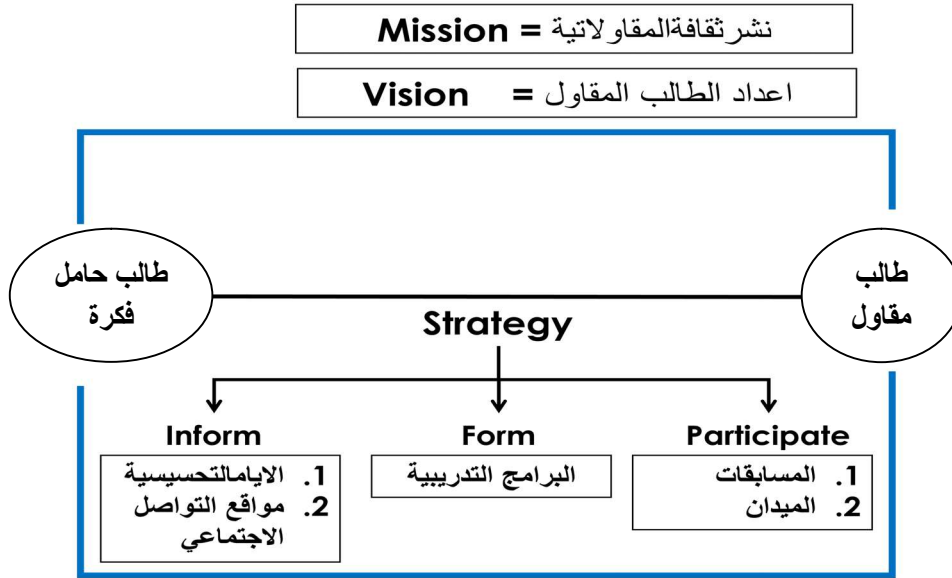 Mission = نشرثقافةالمقاولاتية
Vision = اعداد الطالب المقاول
طالب حامل
فكرة
طالب
مقاول
Strategy
Inform
1. الايامالتحسيسية
2. مواقع التواصل
الاجتماعي
Form
البرامج التدريبية
Participate
1. المسابقات
2. الميدان